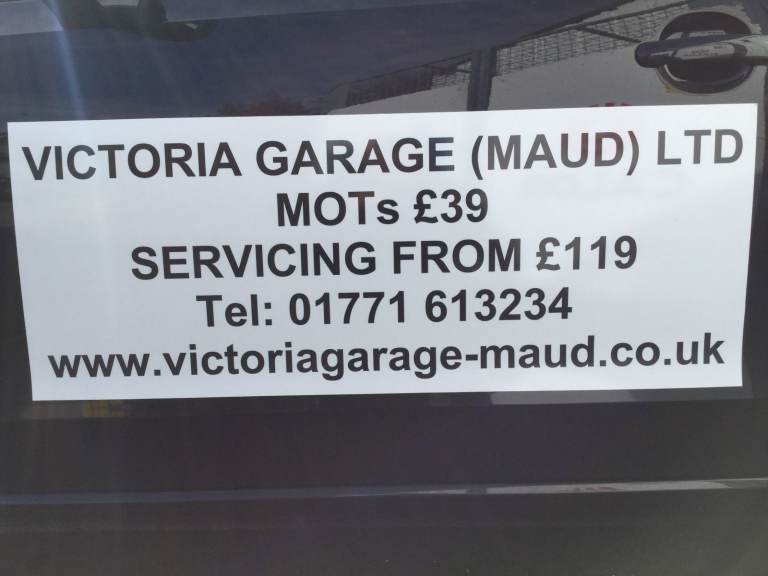 VICTORIA GARAGE (MAUD) LTD
MOTs £39
SERVICING FROM £119
Tel: 01771 613234
www.victoriagarage-maud.co.uk